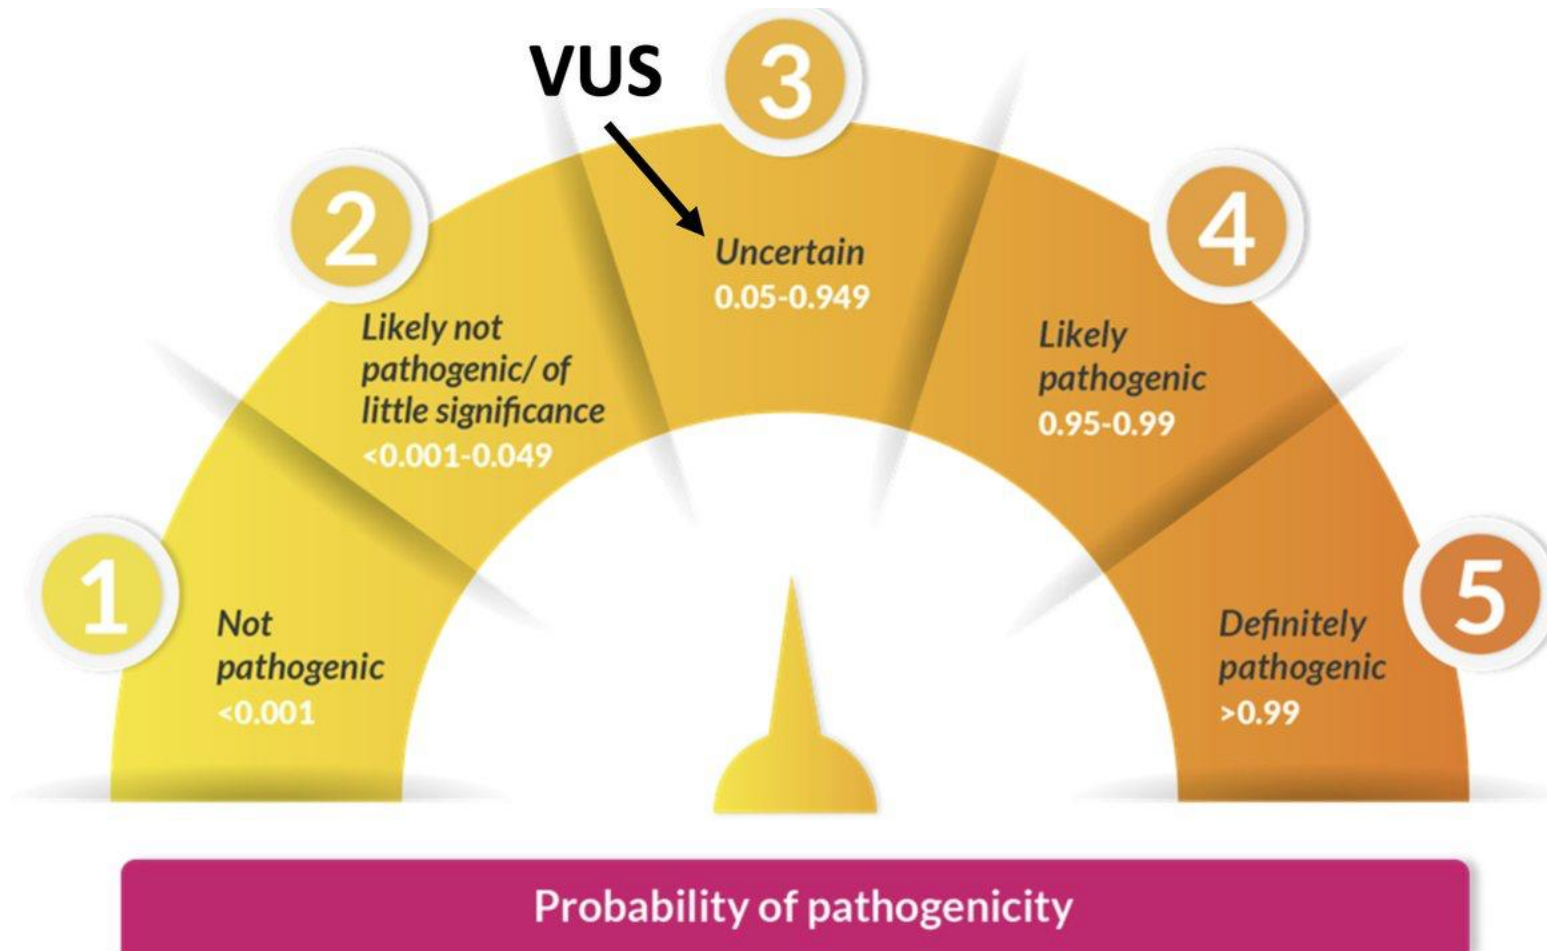 VUS
1
Not
pathogenic
<0.001
2
Likely not
pathogenic/ of
little significance
<0.001-0.049
3
Uncertain
0.05-0.949
4
Likely
pathogenic
0.95-0.99
5
Definitely
pathogenic
>0.99
Probability of pathogenicity